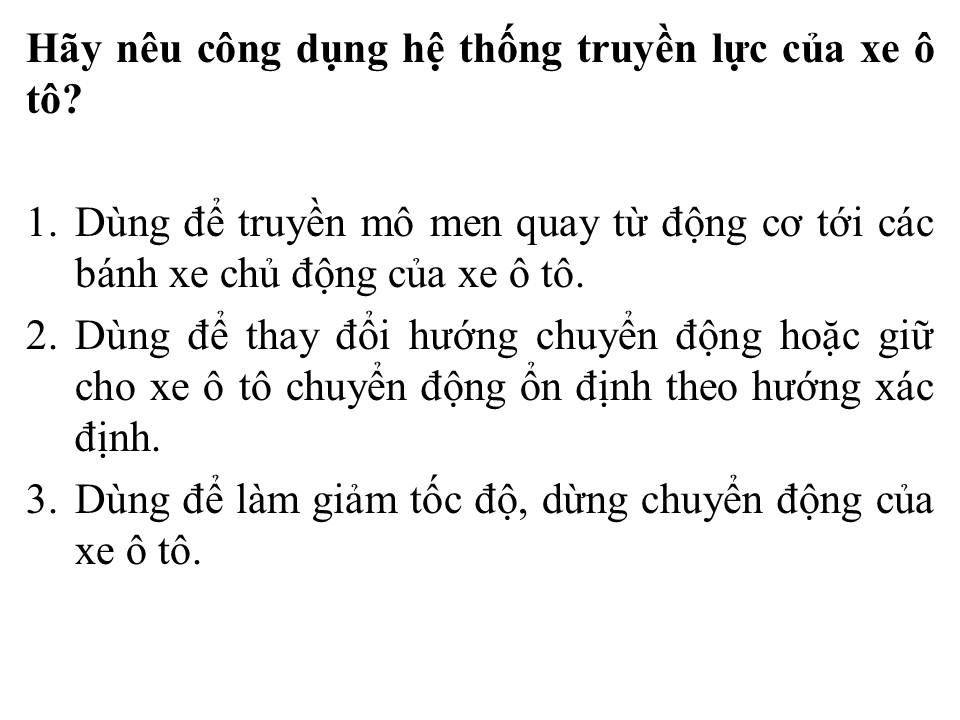 Hãy nêu công dụng hệ thống truyền lực của xe ô
tô?
1. Dùng để truyền mô men quay từ động cơ tới các
bánh xe chủ động của xe ô tô.
2. Dùng để thay đổi hướng chuyển động hoặc giữ
cho xe ô tô chuyển động ổn định theo hướng xác
định.
3. Dùng để làm giảm tốc độ, dừng chuyển động của
xe ô tô.